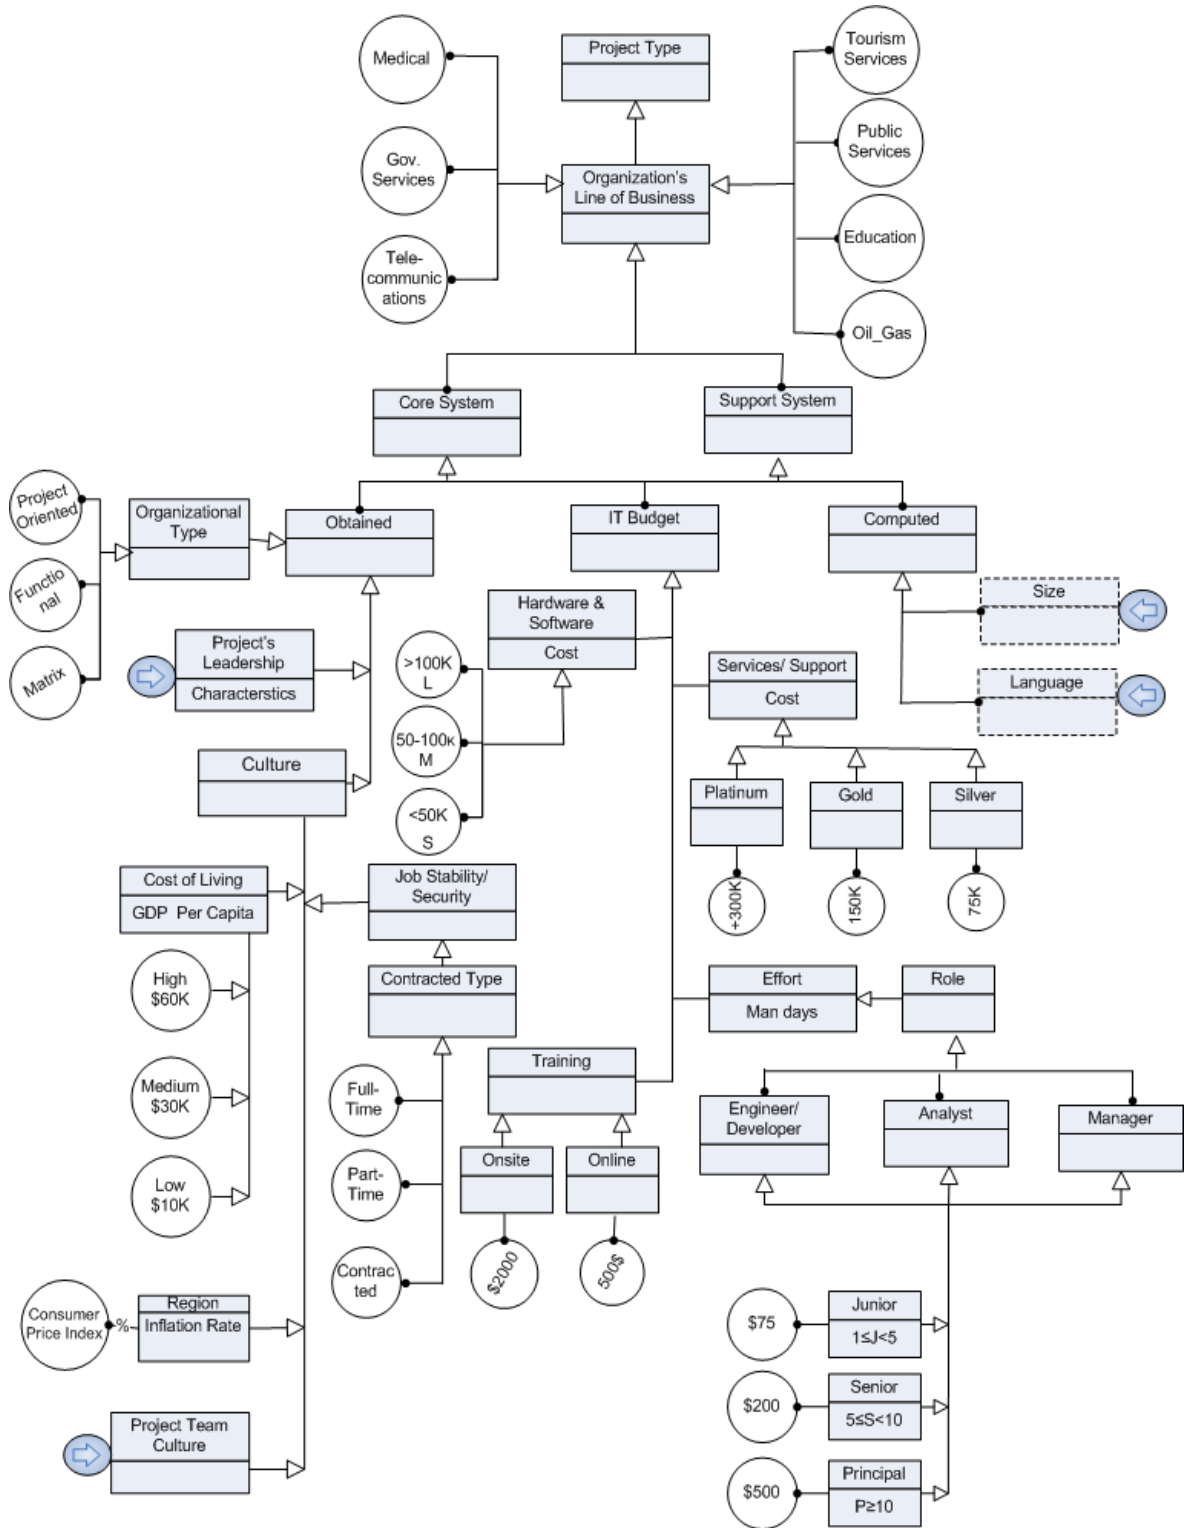 Medical
Project Type
Tourism
Services
Gov.
Services
Organization's
Line of Business
Public
Services
Tele-
communic
ations
Education
Oil_Gas
Core System
Support System
Project
Oriented
Functio
nal
Matrix
Organizational
Type
Obtained
IT Budget
Computed
Size
Language
Project's
Leadership
Characterstics
Hardware &
Software
Cost
>100K
L
50-100K
M
<50K
S
Services/ Support
Cost
Culture
Platinum
Gold
Silver
+300K
150K
75K
Cost of Living
GDP Per Capita
High
$60K
Medium
$30K
Low
$10K
Job Stability/
Security
Contracted Type
Full-
Time
Part-
Time
Contrac
ted
Effort
Man days
Role
Training
Onsite
Online
$2000
500$
Engineer/
Developer
Analyst
Manager
Consumer
Price Index
%
Region
Inflation Rate
Project Team
Culture
$75
Junior
1≤J<5
$200
Senior
5≤S<10
$500
Principal
P≥10